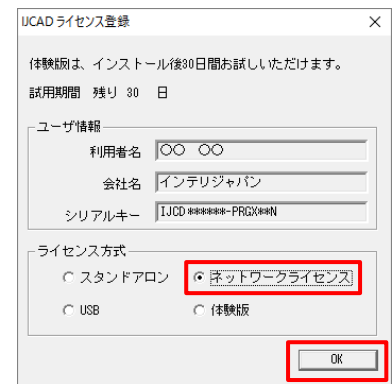 IJCAD ライセンス登録
体験版は、インストール後30日間お試しいただけます。
試用期間 残り 30 日
ユーザ情報
利用者名 〇〇 〇〇
会社名 インテリジャパン
シリアルキー IJCD******-PRGX**N
ライセンス方式
スタンドアロン ネットワークライセンス
USB 体験版
OK